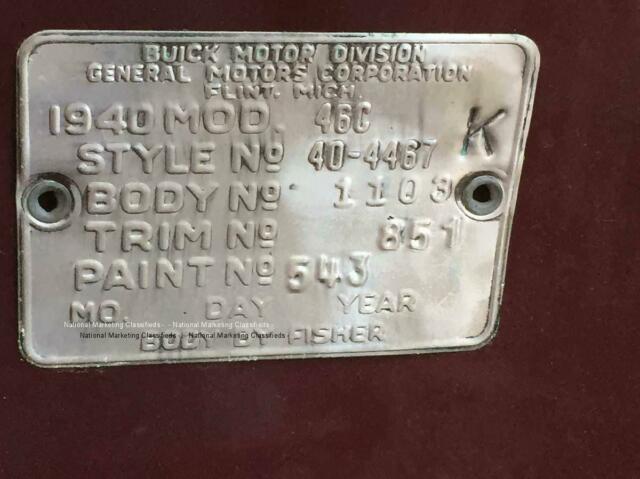 BUICK MOTOR DIVISION
GENERAL MOTORS CORPORATION
FLINT. MICH.
1940 MOD. 46C K
STYLE Nº 40-4467
BODY Nº 1103
TRIM Nº 851
PAINT Nº 543
MO. DAY YEAR
National Marketing Classifieds - - National Marketing Classifieds -
National Marketing Classifieds - - National Marketing Classifieds
BODY BY FISHER